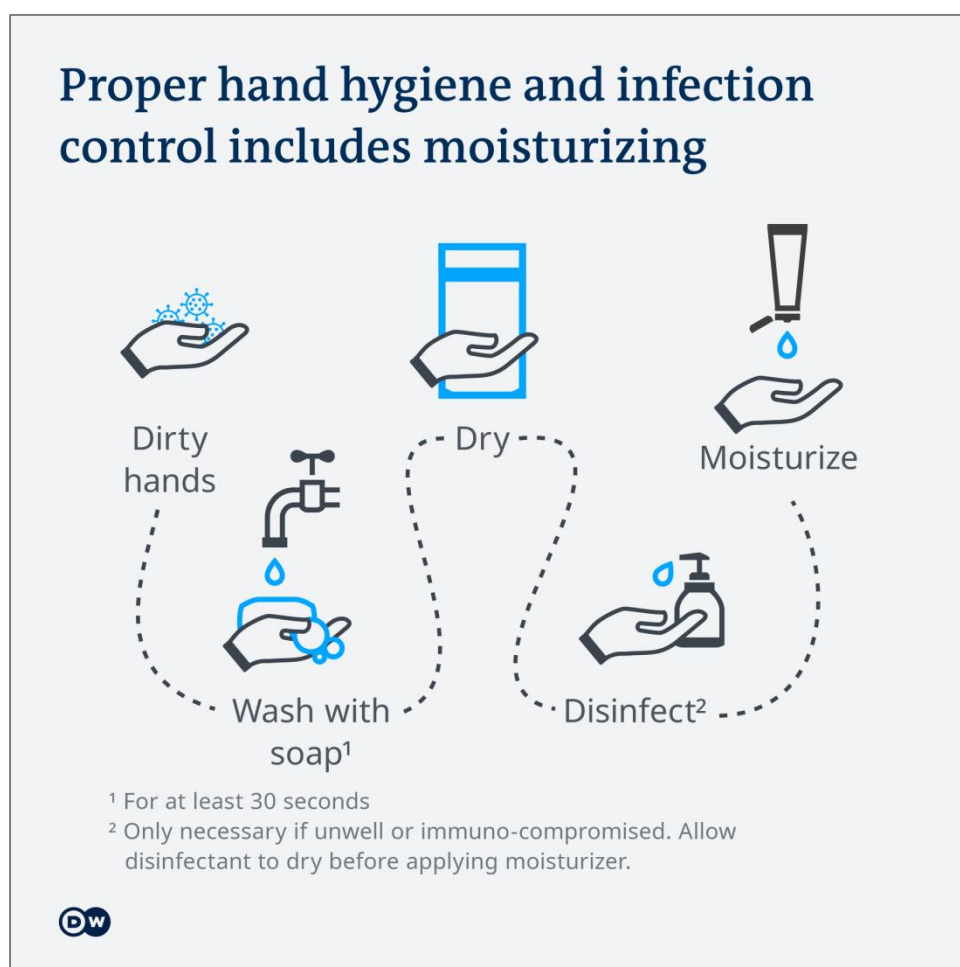 Proper hand hygiene and infection
control includes moisturizing
Dirty
hands
Wash with
soap¹
Dry
Disinfect²
Moisturize
¹ For at least 30 seconds
² Only necessary if unwell or immuno-compromised. Allow
disinfectant to dry before applying moisturizer.
DW